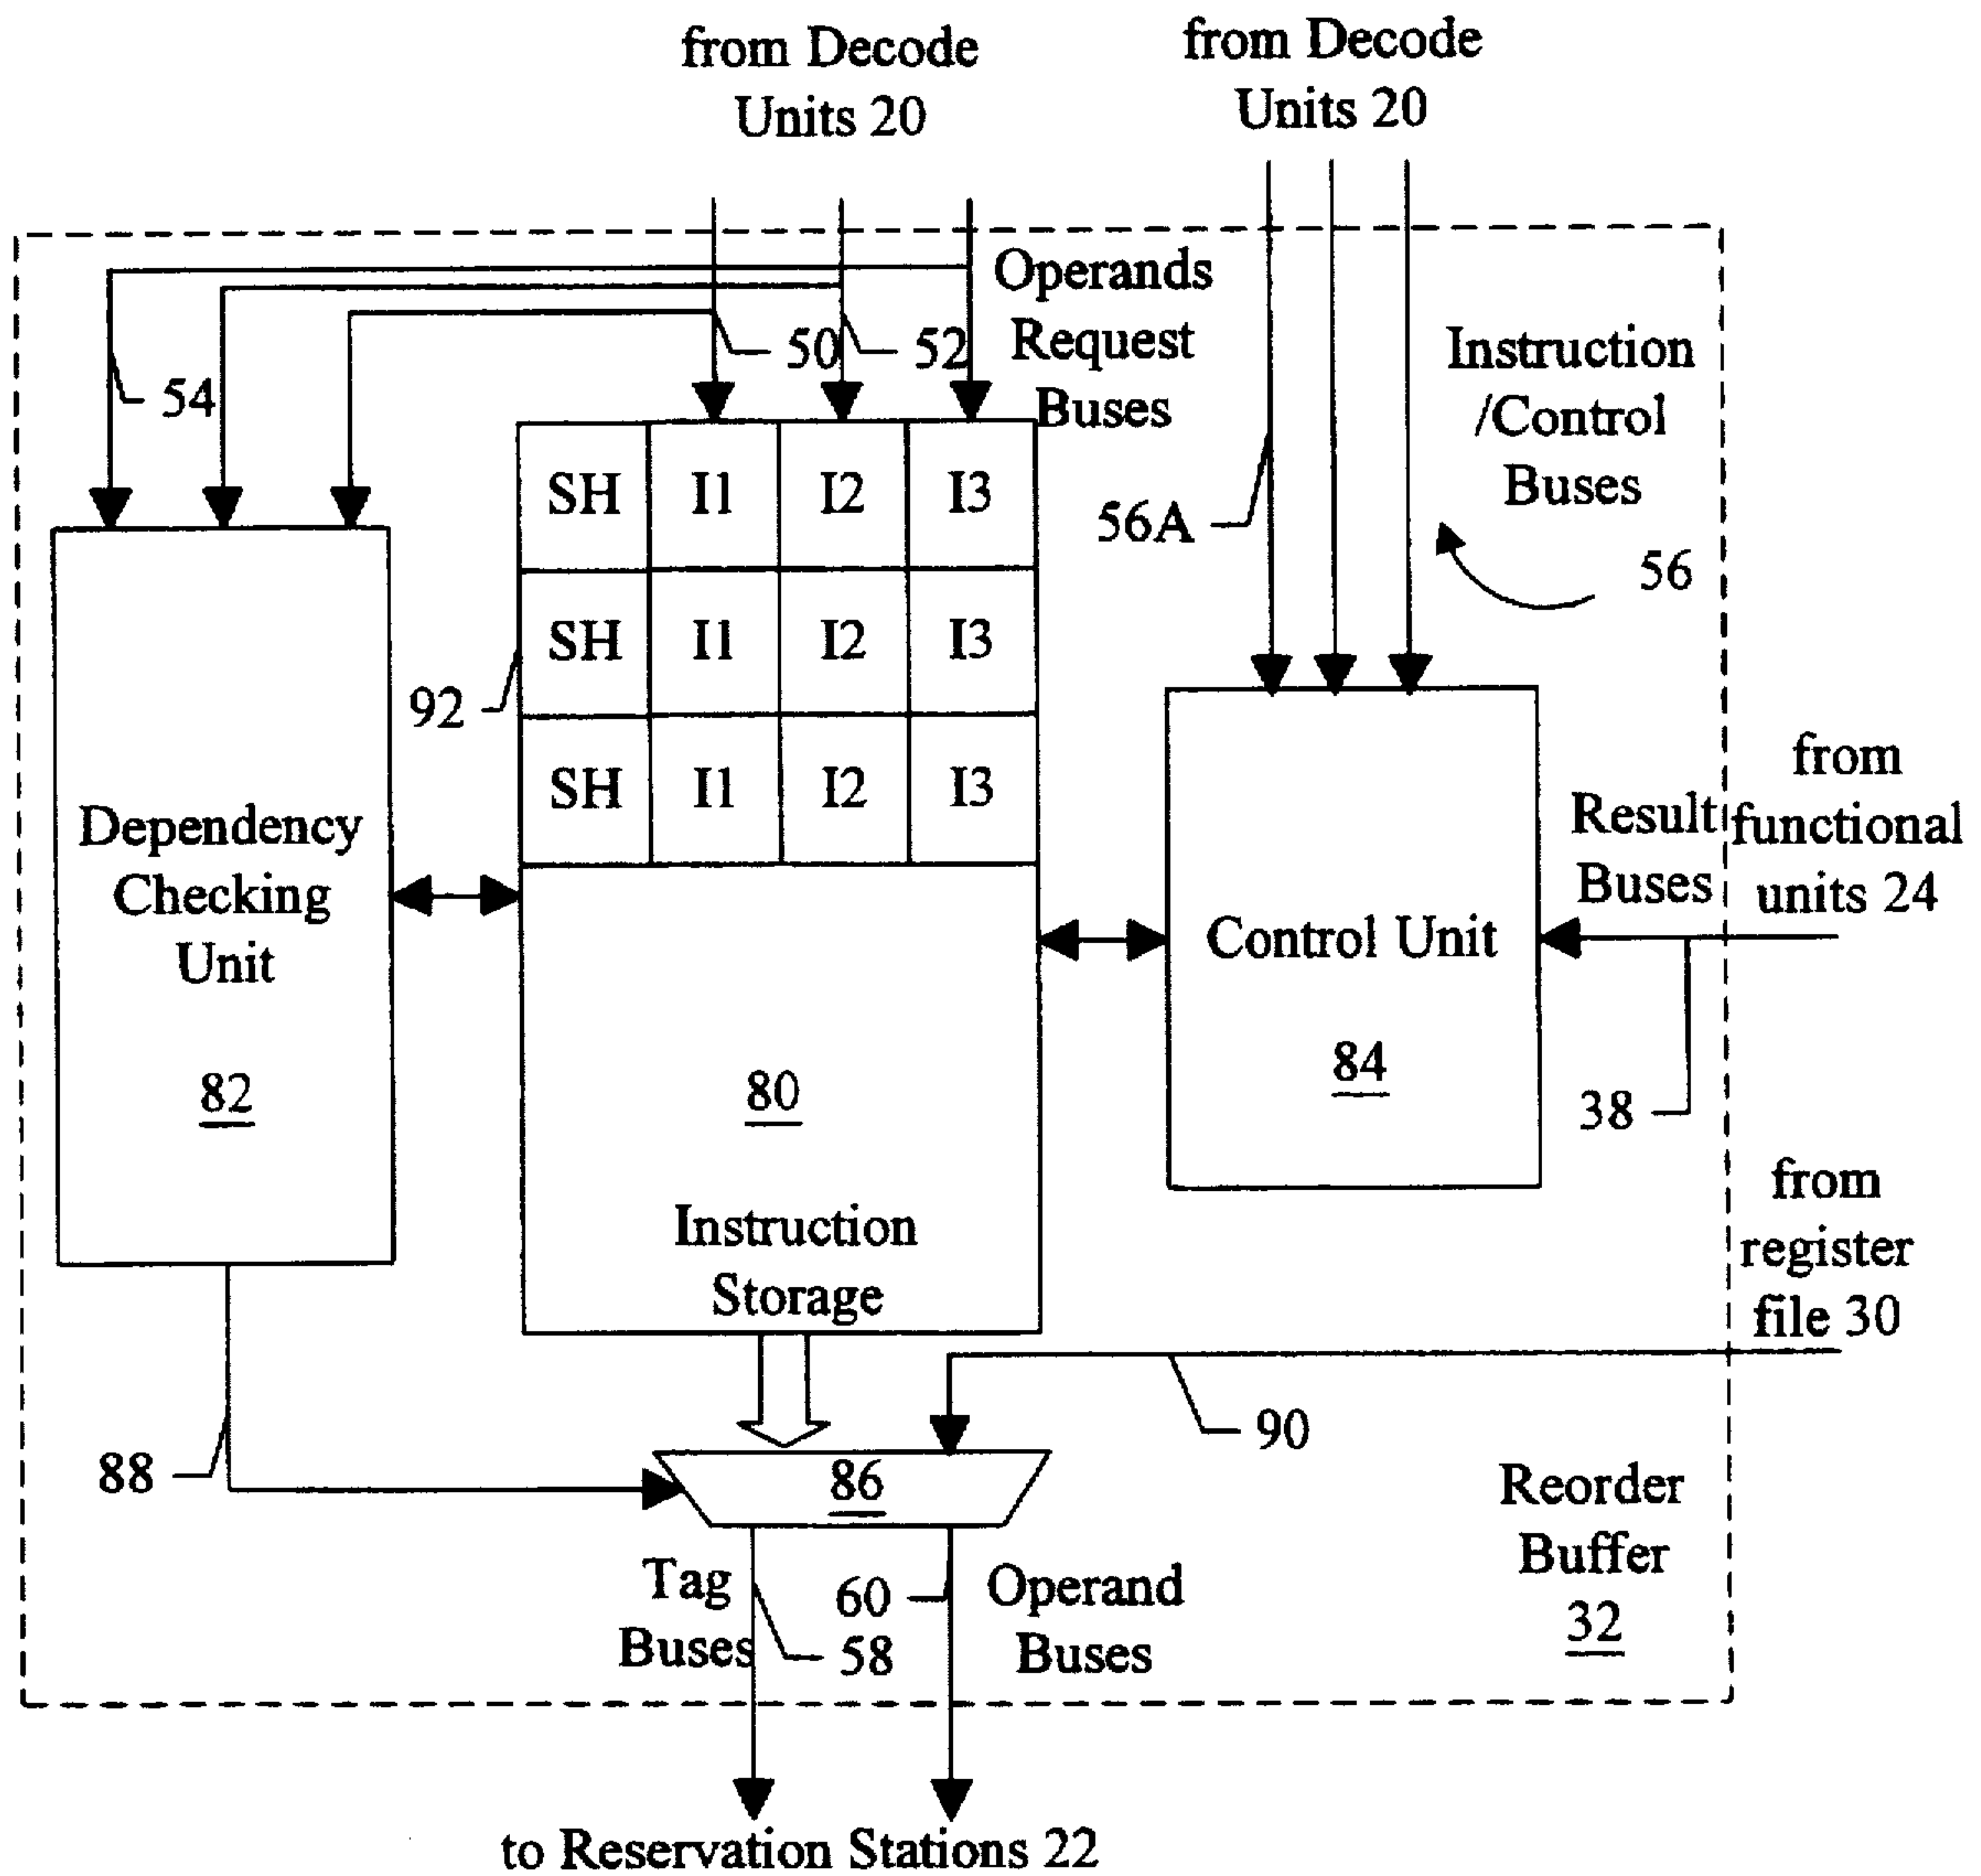 from Decode
Units 20
from Decode
Units 20
Operands
Request
Buses
50
52
54
Instruction
/Control
Buses
56A
56
SH I1 I2 I3
SH I1 I2 I3
SH I1 I2 I3
92
Dependency
Checking
Unit
82
80
Instruction
Storage
Control Unit
84
Result
Buses
from
functional
units 24
38
from
register
file 30
90
88
86
Tag
Buses
58
60
Operand
Buses
Reorder
Buffer
32
to Reservation Stations 22